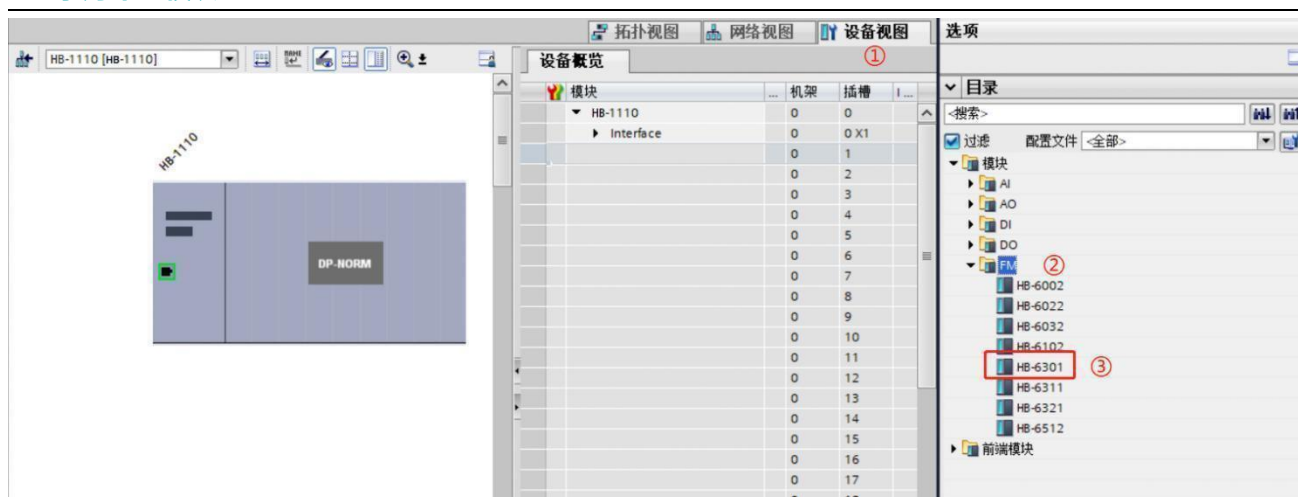 拓扑视图 网络视图 设备视图 选项
①
HB-1110 [HB-1110]
设备概览
模块 ... 机架 插槽 I...
HB-1110 0 0
Interface 0 0 X1
0 1
0 2
0 3
0 4
0 5
0 6
0 7
0 8
0 9
0 10
0 11
0 12
0 13
0 14
0 15
0 16
0 17
HB-1110
DP-NORM
目录
<搜索>
过滤 配置文件 <全部>
模块
AI
AO
DI
DO
FM ②
HB-6002
HB-6022
HB-6032
HB-6102
HB-6301 ③
HB-6311
HB-6321
HB-6512
前端模块